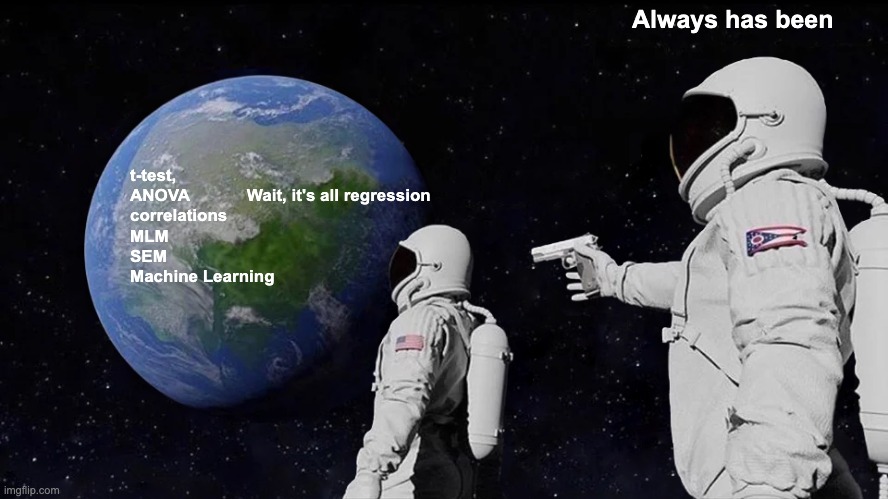 Always has been
t-test,
ANOVA
Wait, it's all regression
correlations
MLM
SEM
Machine Learning
imgflip.com